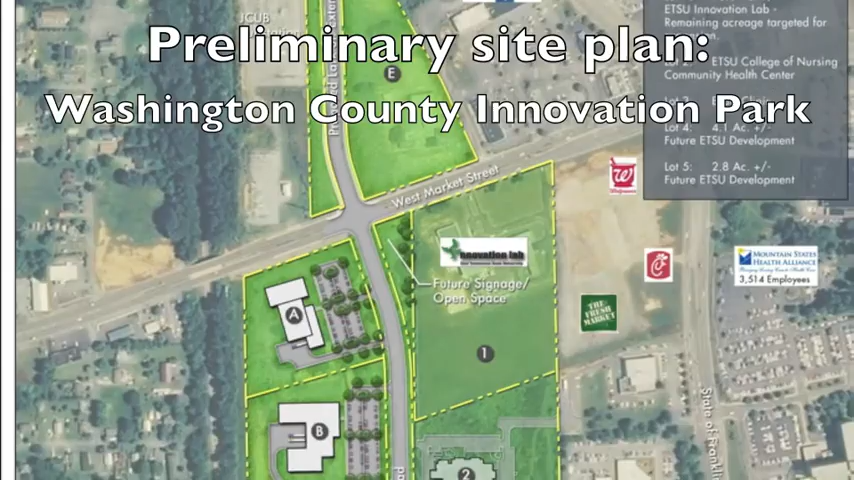 JCUB
Preliminary site plan:
Washington County Innovation Park
ETSU Innovation Lab -
Remaining acreage targeted for
ETSU College of Nursing
Community Health Center
Lot 4: 4.1 Ac. +/-
Future ETSU Development
Lot 5: 2.8 Ac. +/-
Future ETSU Development
E
West Market Street
Walgreens
innovation lab
MOUNTAIN STATES
HEALTH ALLIANCE
3,514 Employees
Future Signage/
Open Space
THE
FRESH
MARKET
A
1
B
2
State of Franklin